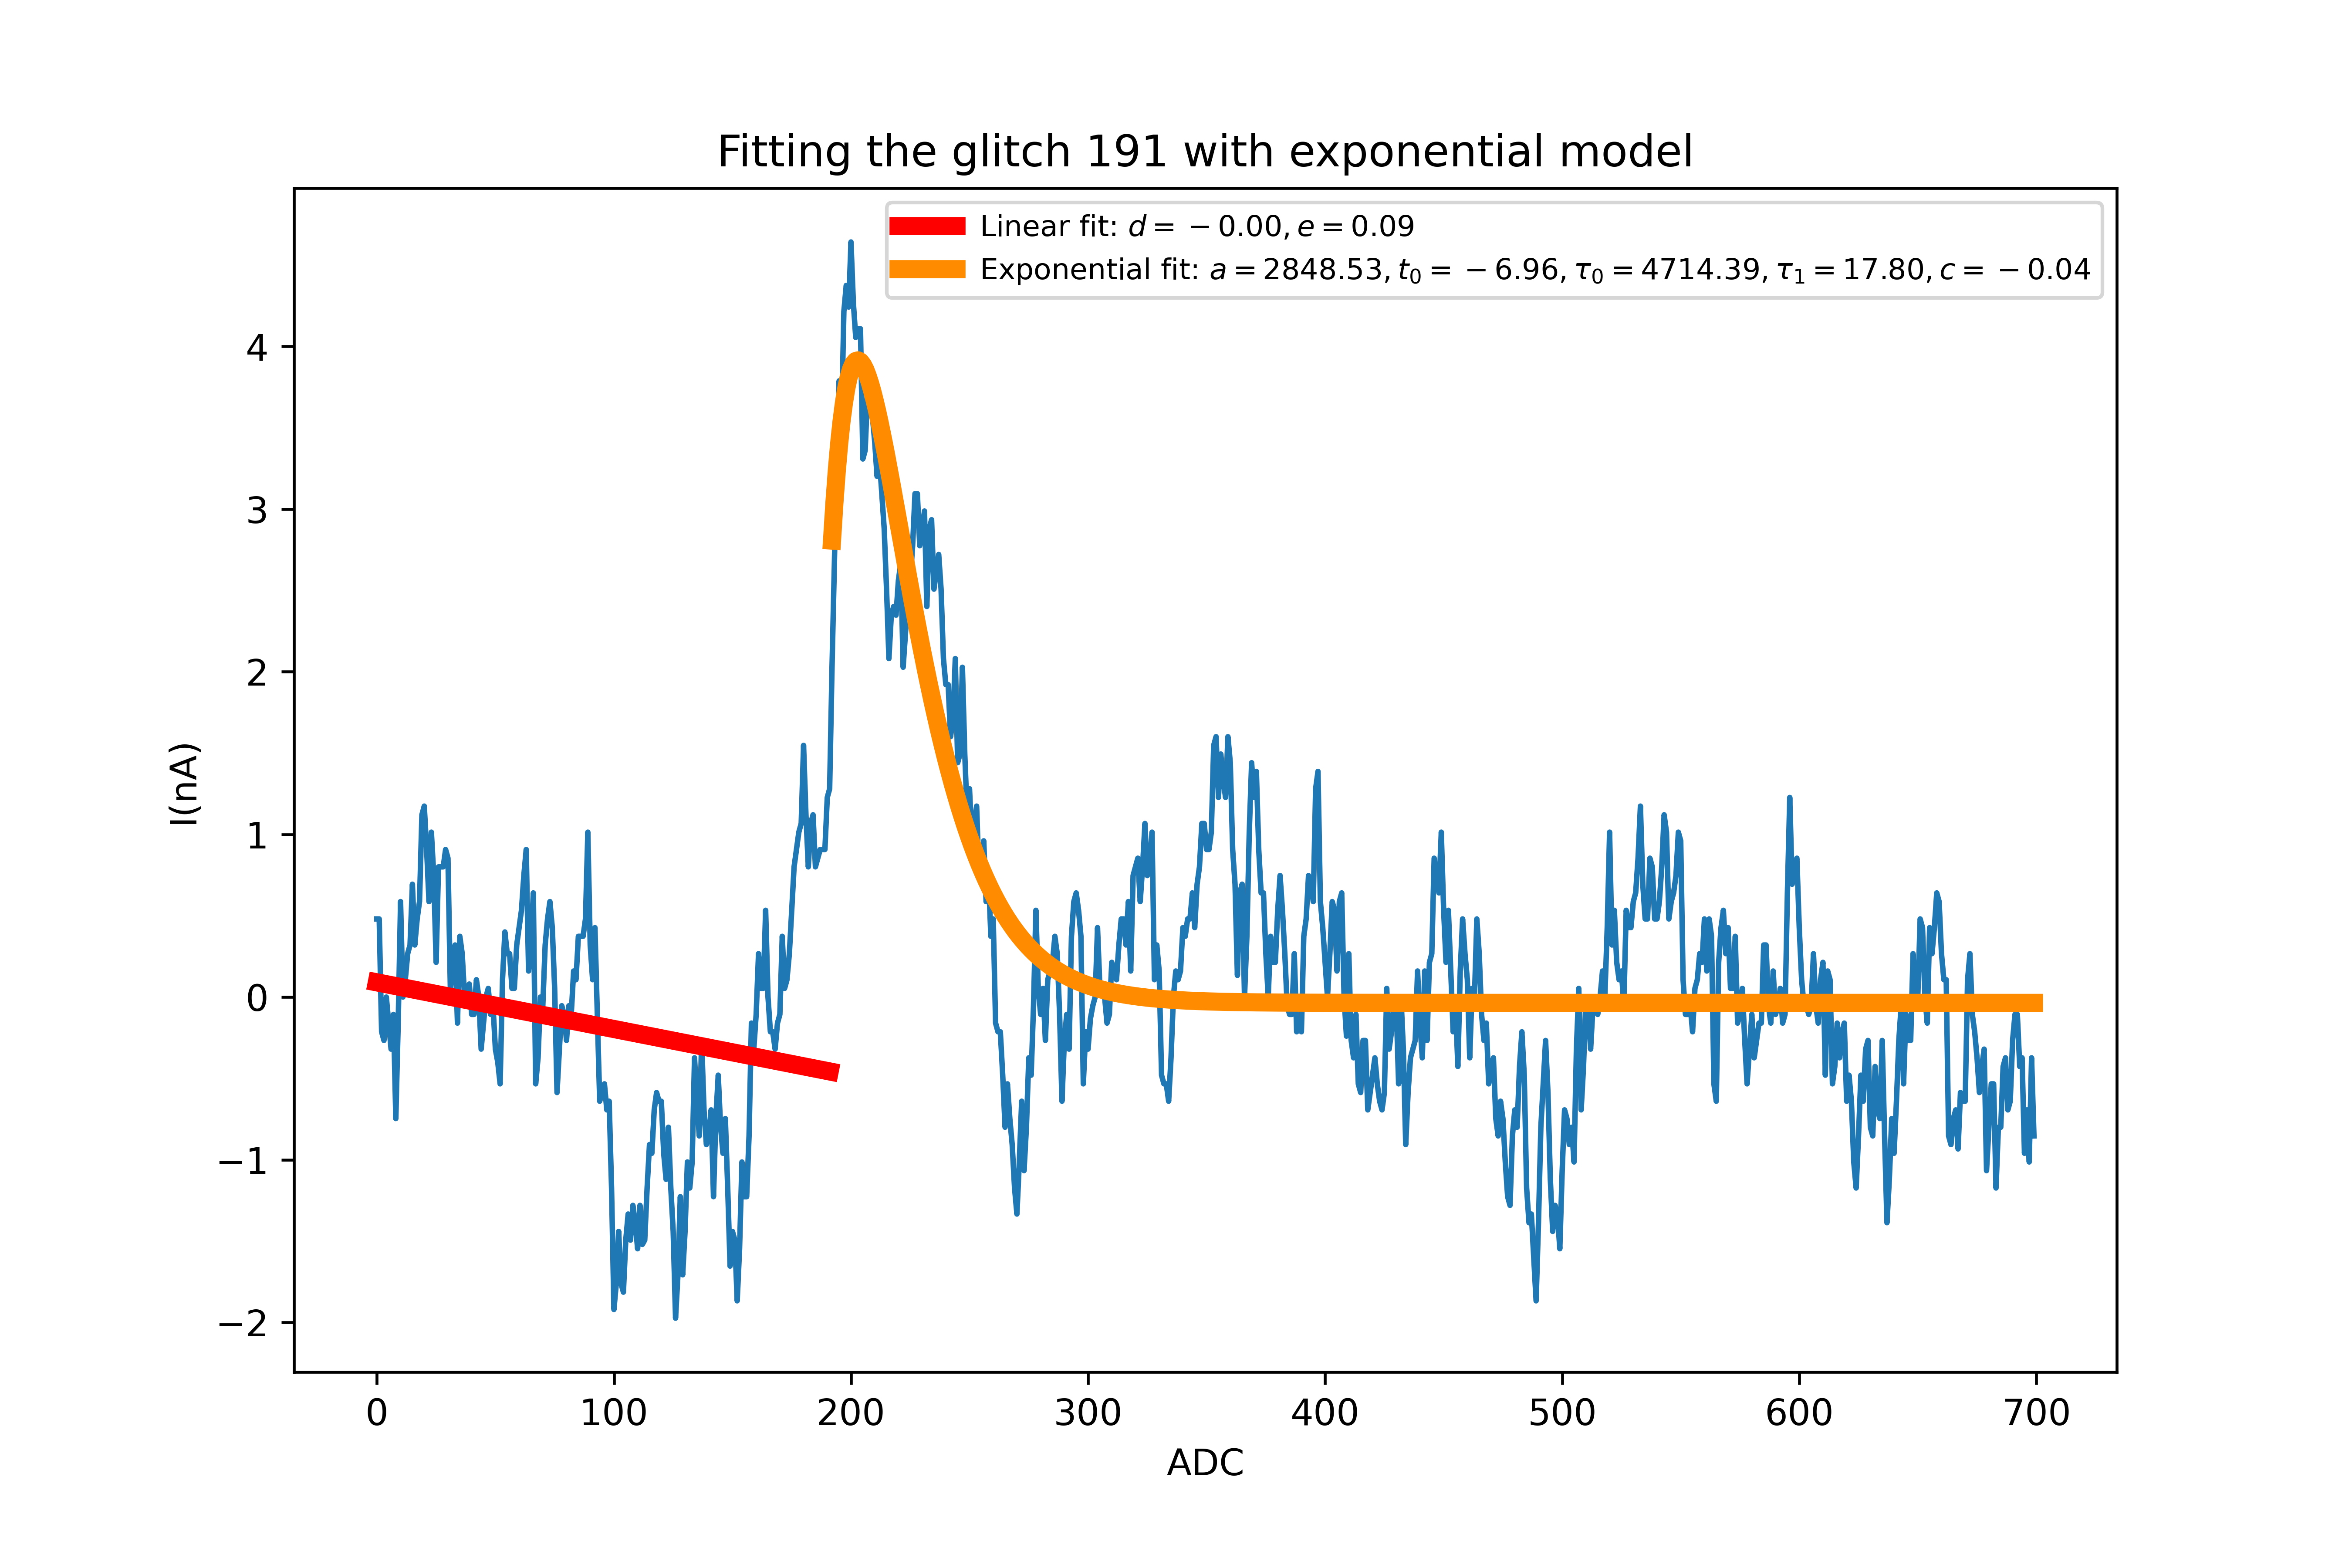 Fitting the glitch 191 with exponential model
Linear fit: d = −0.00, e = 0.09
Exponential fit: a = 2848.53, t₀ = −6.96, τ₀ = 4714.39, τ₁ = 17.80, c = −0.04
I(nA)
4
3
2
1
0
−1
−2
0 100 200 300 400 500 600 700
ADC